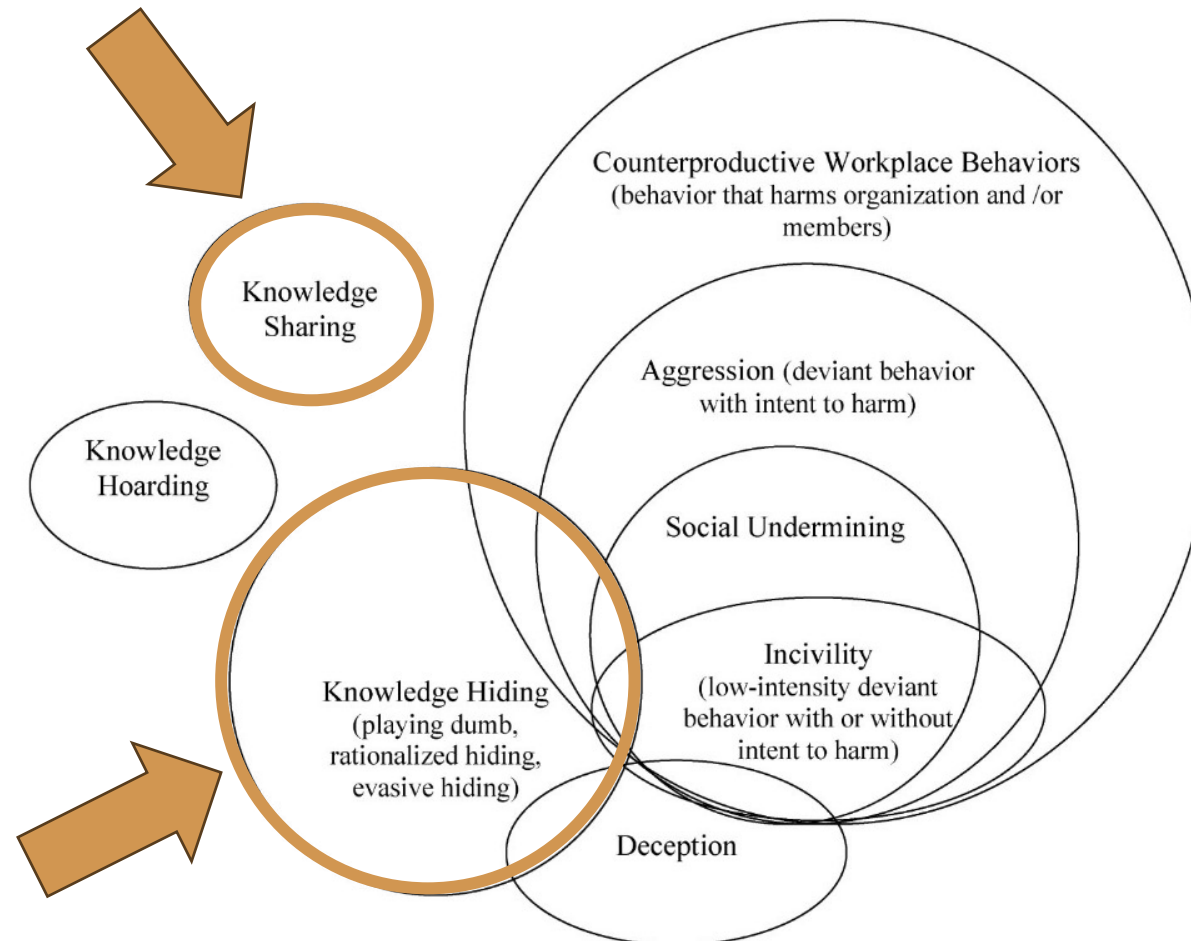 Counterproductive Workplace Behaviors
(behavior that harms organization and /or
members)
Knowledge
Sharing
Aggression (deviant behavior
with intent to harm)
Knowledge
Hoarding
Social Undermining
Incivility
(low-intensity deviant
behavior with or without
intent to harm)
Knowledge Hiding
(playing dumb,
rationalized hiding,
evasive hiding)
Deception